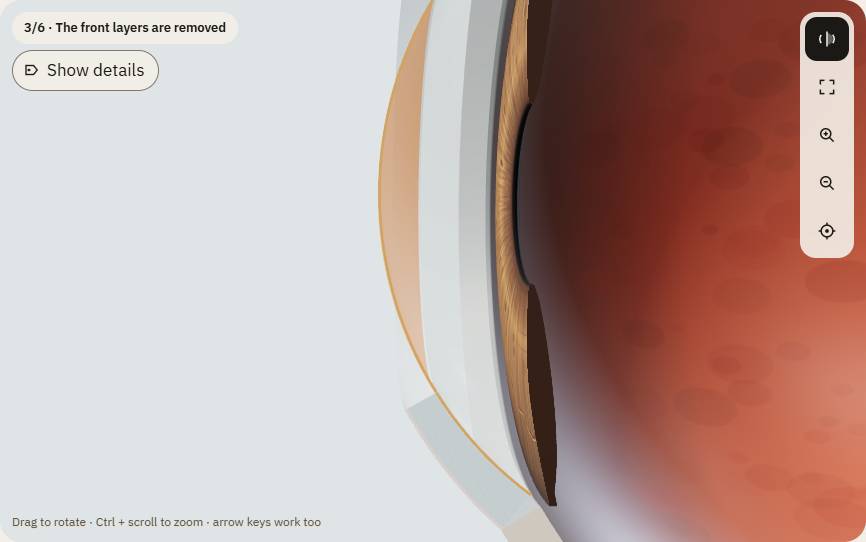 3/6 · The front layers are removed
Show details
Drag to rotate · Ctrl + scroll to zoom · arrow keys work too